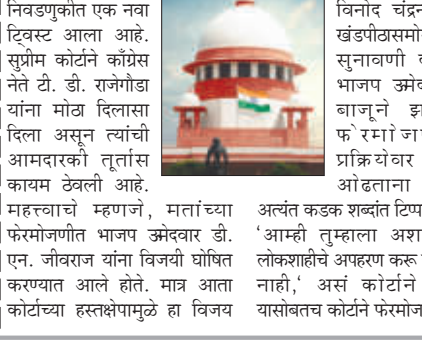 निवडणुकीत एक नवा
ट्विस्ट आला आहे.
सुप्रीम कोर्टाने काँग्रेस
नेते टी. डी. राजेगौडा
यांना मोठा दिलासा
दिला असून त्यांची
आमदारकी तूर्तास
कायम ठेवली आहे.
महत्त्वाचे म्हणजे, मतांच्या
फेरमोजणीत भाजप उमेदवार डी.
एन. जीवराज यांना विजयी घोषित
करण्यात आले होते. मात्र आता
कोर्टाच्या हस्तक्षेपामुळे हा विजय
विनोद
खंडपीठासमो
सुनावणी
भाजप उमेद
बाजूने
फेरमोज
प्रक्रियेवर
ओढताना
अत्यंत कडक शब्दांत टिप्प
'आम्ही तुम्हाला अश
लोकशाहीचे अपहरण करू
नाही,' असं कोर्टाने
यासोबतच कोर्टाने फेरमोज